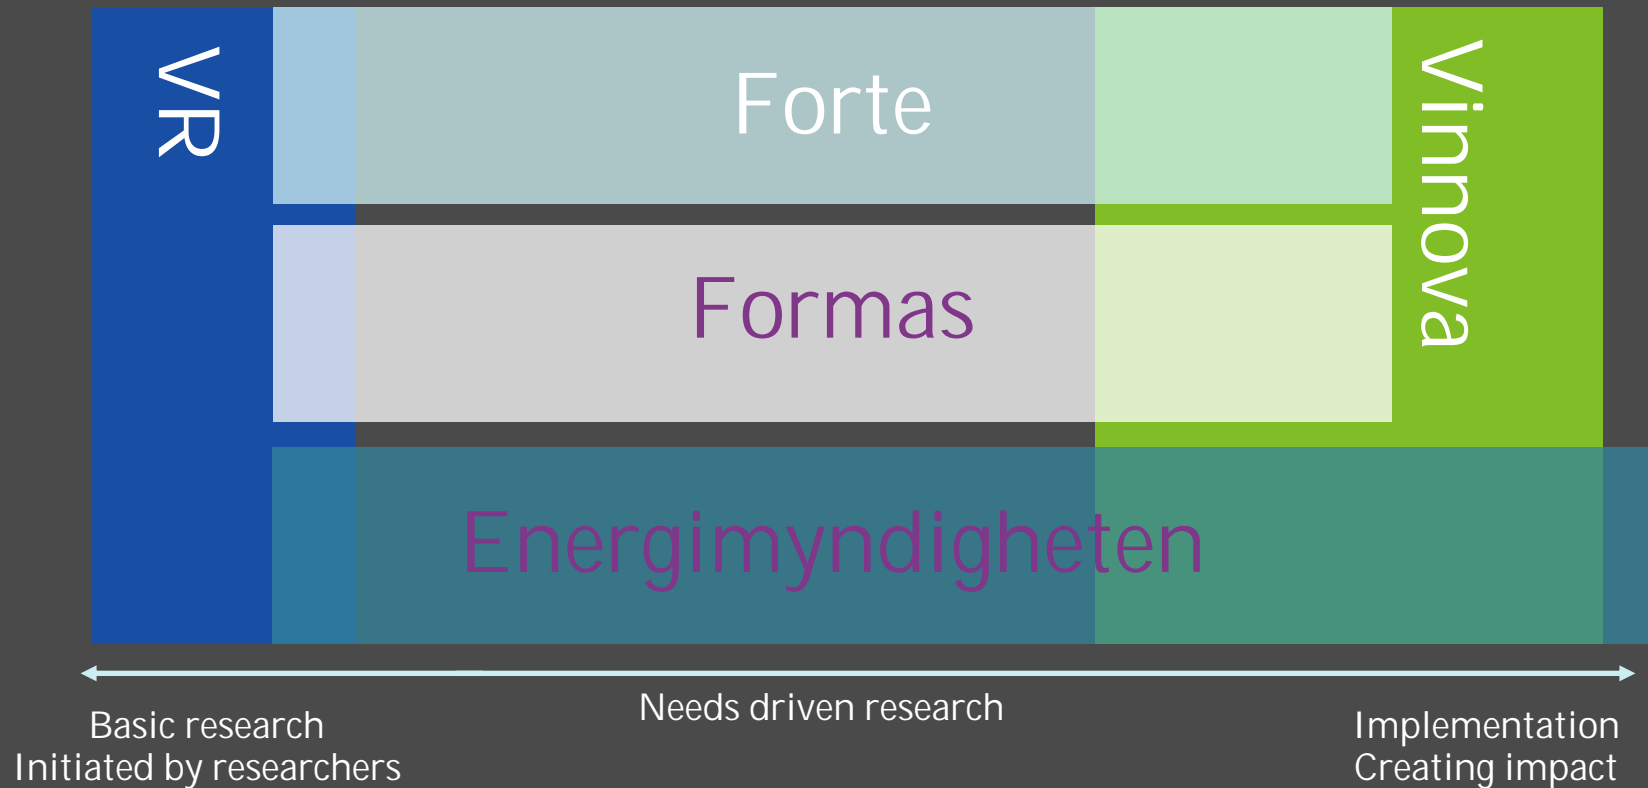 VR
Forte
Vinnova
Formas
Energimyndigheten
Needs driven research
Basic research
Initiated by researchers
Implementation
Creating impact